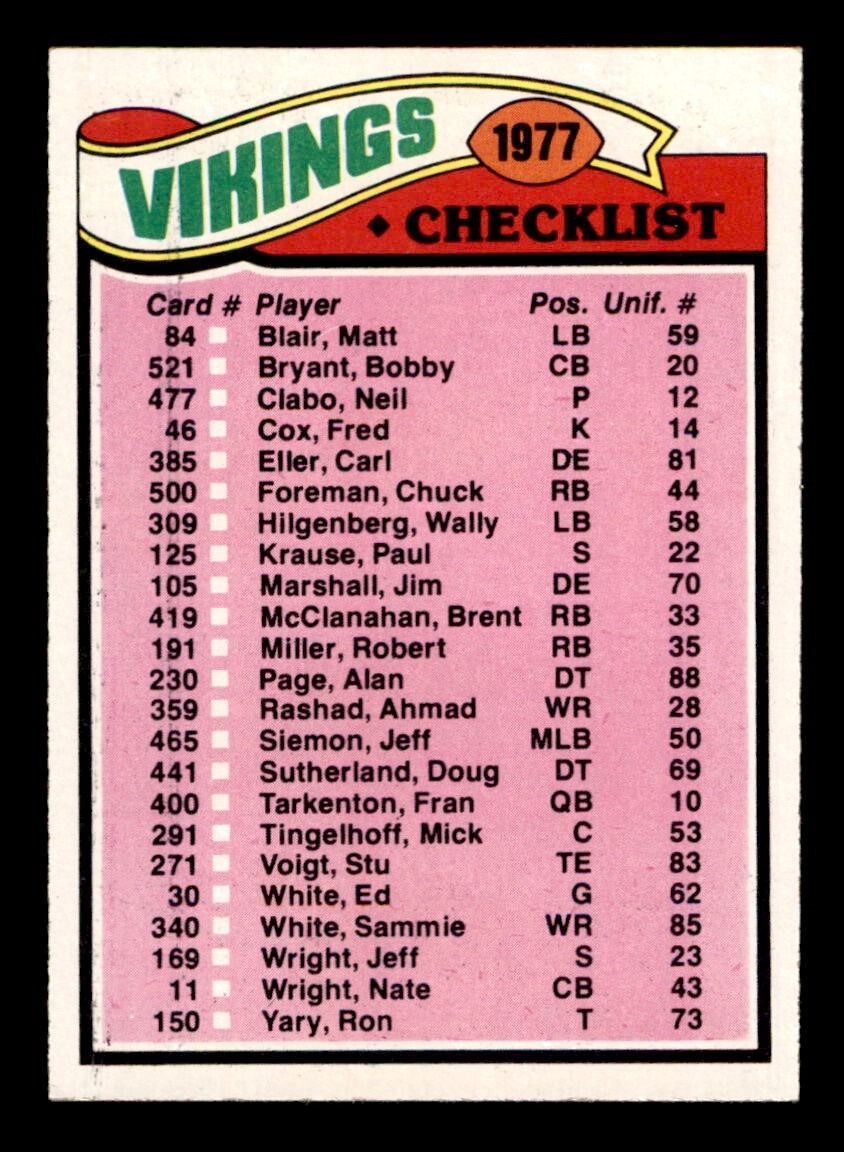 VIKINGS 1977
♦ CHECKLIST
Card # Player Pos. Unif. #
84 Blair, Matt LB 59
521 Bryant, Bobby CB 20
477 Clabo, Neil P 12
46 Cox, Fred K 14
385 Eller, Carl DE 81
500 Foreman, Chuck RB 44
309 Hilgenberg, Wally LB 58
125 Krause, Paul S 22
105 Marshall, Jim DE 70
419 McClanahan, Brent RB 33
191 Miller, Robert RB 35
230 Page, Alan DT 88
359 Rashad, Ahmad WR 28
465 Siemon, Jeff MLB 50
441 Sutherland, Doug DT 69
400 Tarkenton, Fran QB 10
291 Tingelhoff, Mick C 53
271 Voigt, Stu TE 83
30 White, Ed G 62
340 White, Sammie WR 85
169 Wright, Jeff S 23
11 Wright, Nate CB 43
150 Yary, Ron T 73